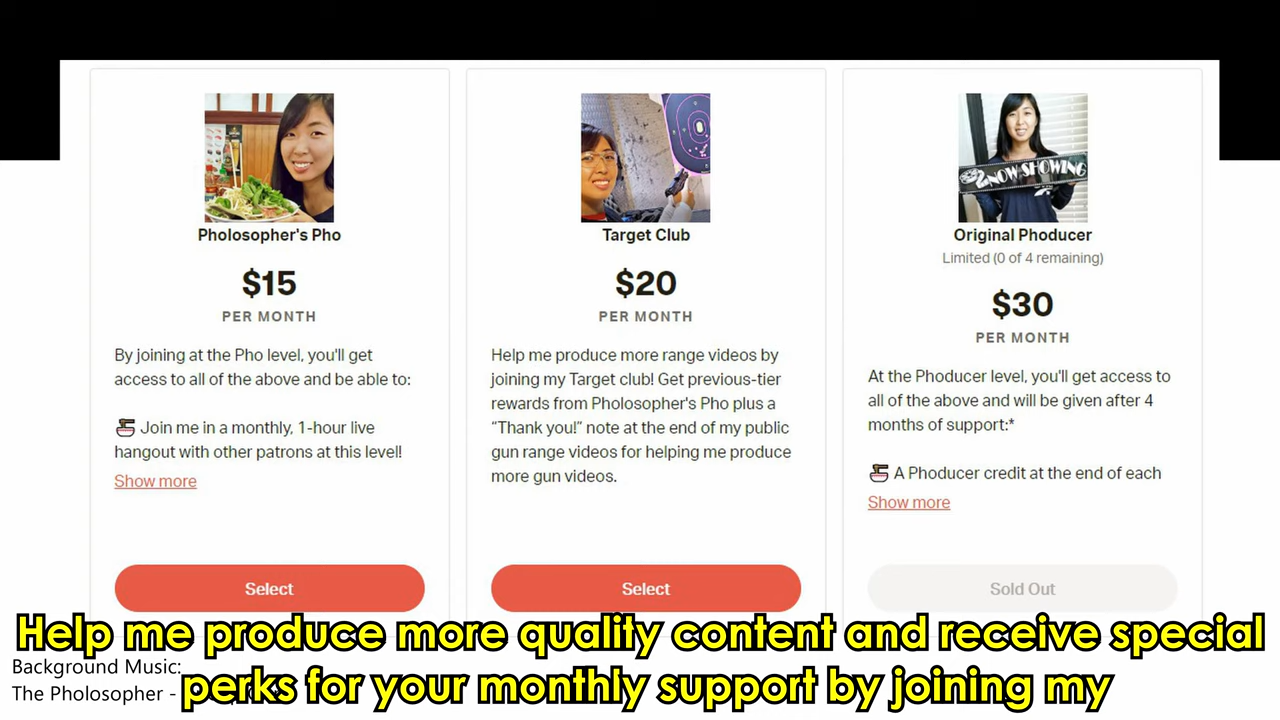 NOW SHOWING
Pholosopher's Pho
$15
PER MONTH
By joining at the Pho level, you'll get
access to all of the above and be able to:
Join me in a monthly, 1-hour live
hangout with other patrons at this level!
Show more
Select
Target Club
$20
PER MONTH
Help me produce more range videos by
joining my Target club! Get previous-tier
rewards from Pholosopher's Pho plus a
“Thank you!” note at the end of my public
gun range videos for helping me produce
more gun videos.
Select
Original Phoducer
Limited (0 of 4 remaining)
$30
PER MONTH
At the Phoducer level, you'll get access to
all of the above and will be given after 4
months of support:*
A Phoducer credit at the end of each
Show more
Sold Out
Help me produce more quality content and receive special
perks for your monthly support by joining my
Background Music:
The Pholosopher -